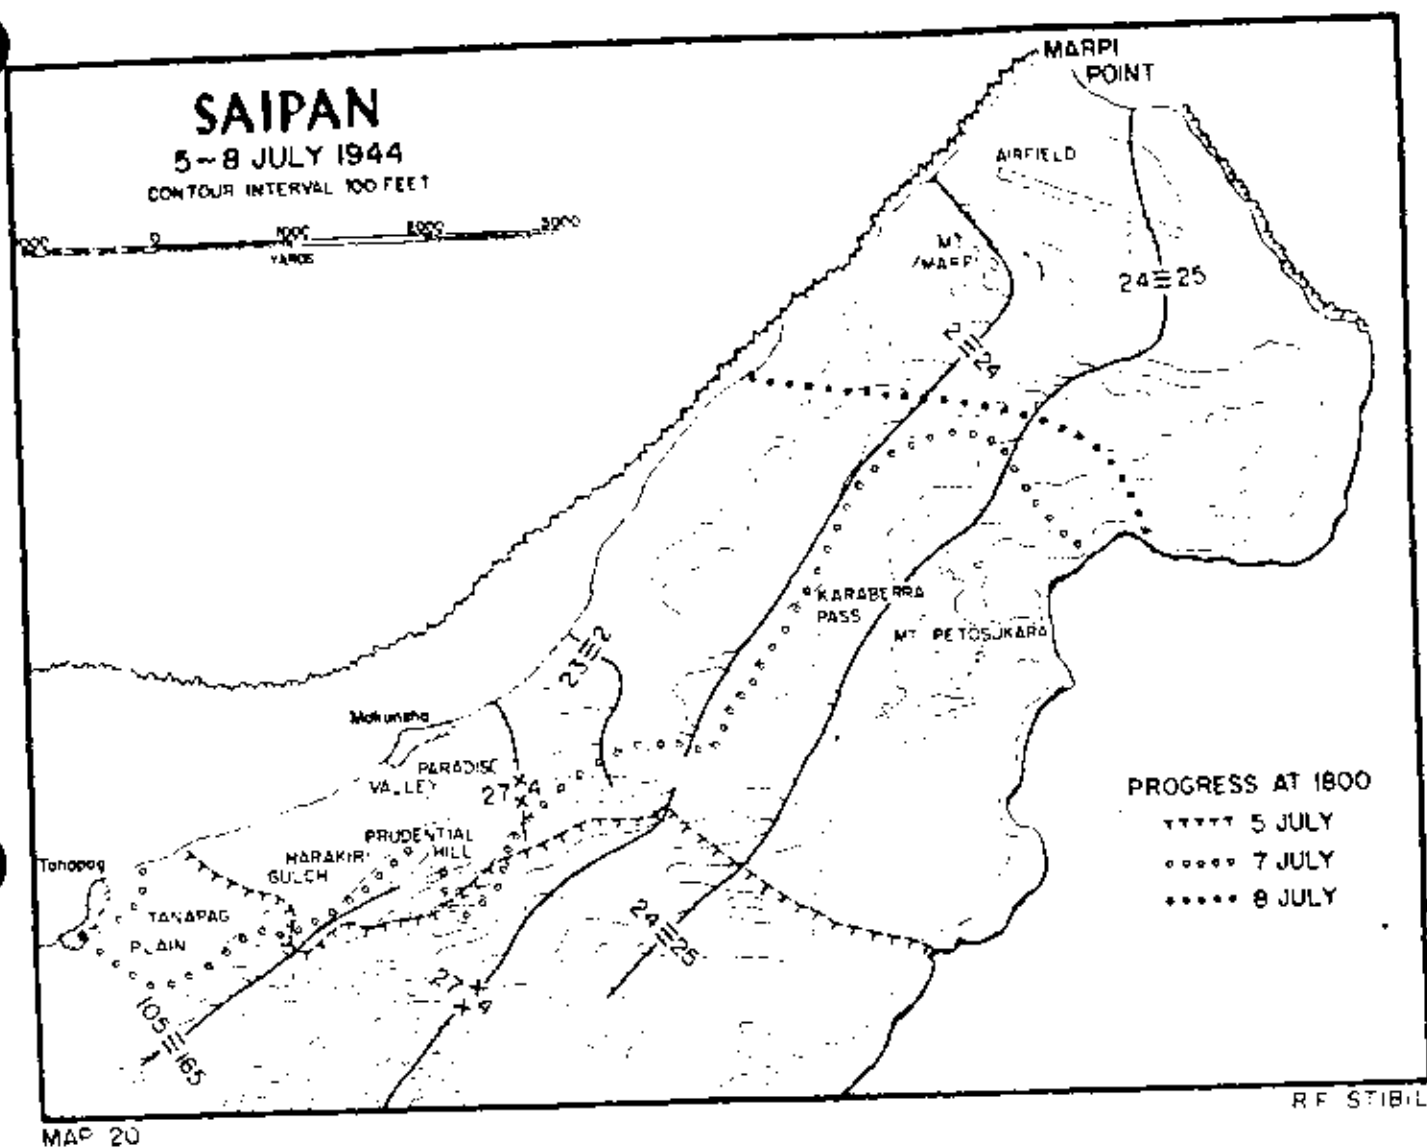 SAIPAN
5~8 JULY 1944
CONTOUR INTERVAL 100 FEET
1000 0 1000 2000 3000
YARDS
MARPI
POINT
AIRFIELD
MT
MARPI
24 25
2 24
KARABERRA
PASS
MT PETOSUKARA
23 2
Makunsha
PARADISE
VALLEY
27 4
PRUDENTIAL
HILL
HARAKIRI
GULCH
Tanapag
TANAPAG
PLAIN
24 25
27 4
105 165
PROGRESS AT 1800
5 JULY
7 JULY
8 JULY
R.F. STIBIL
MAP 20